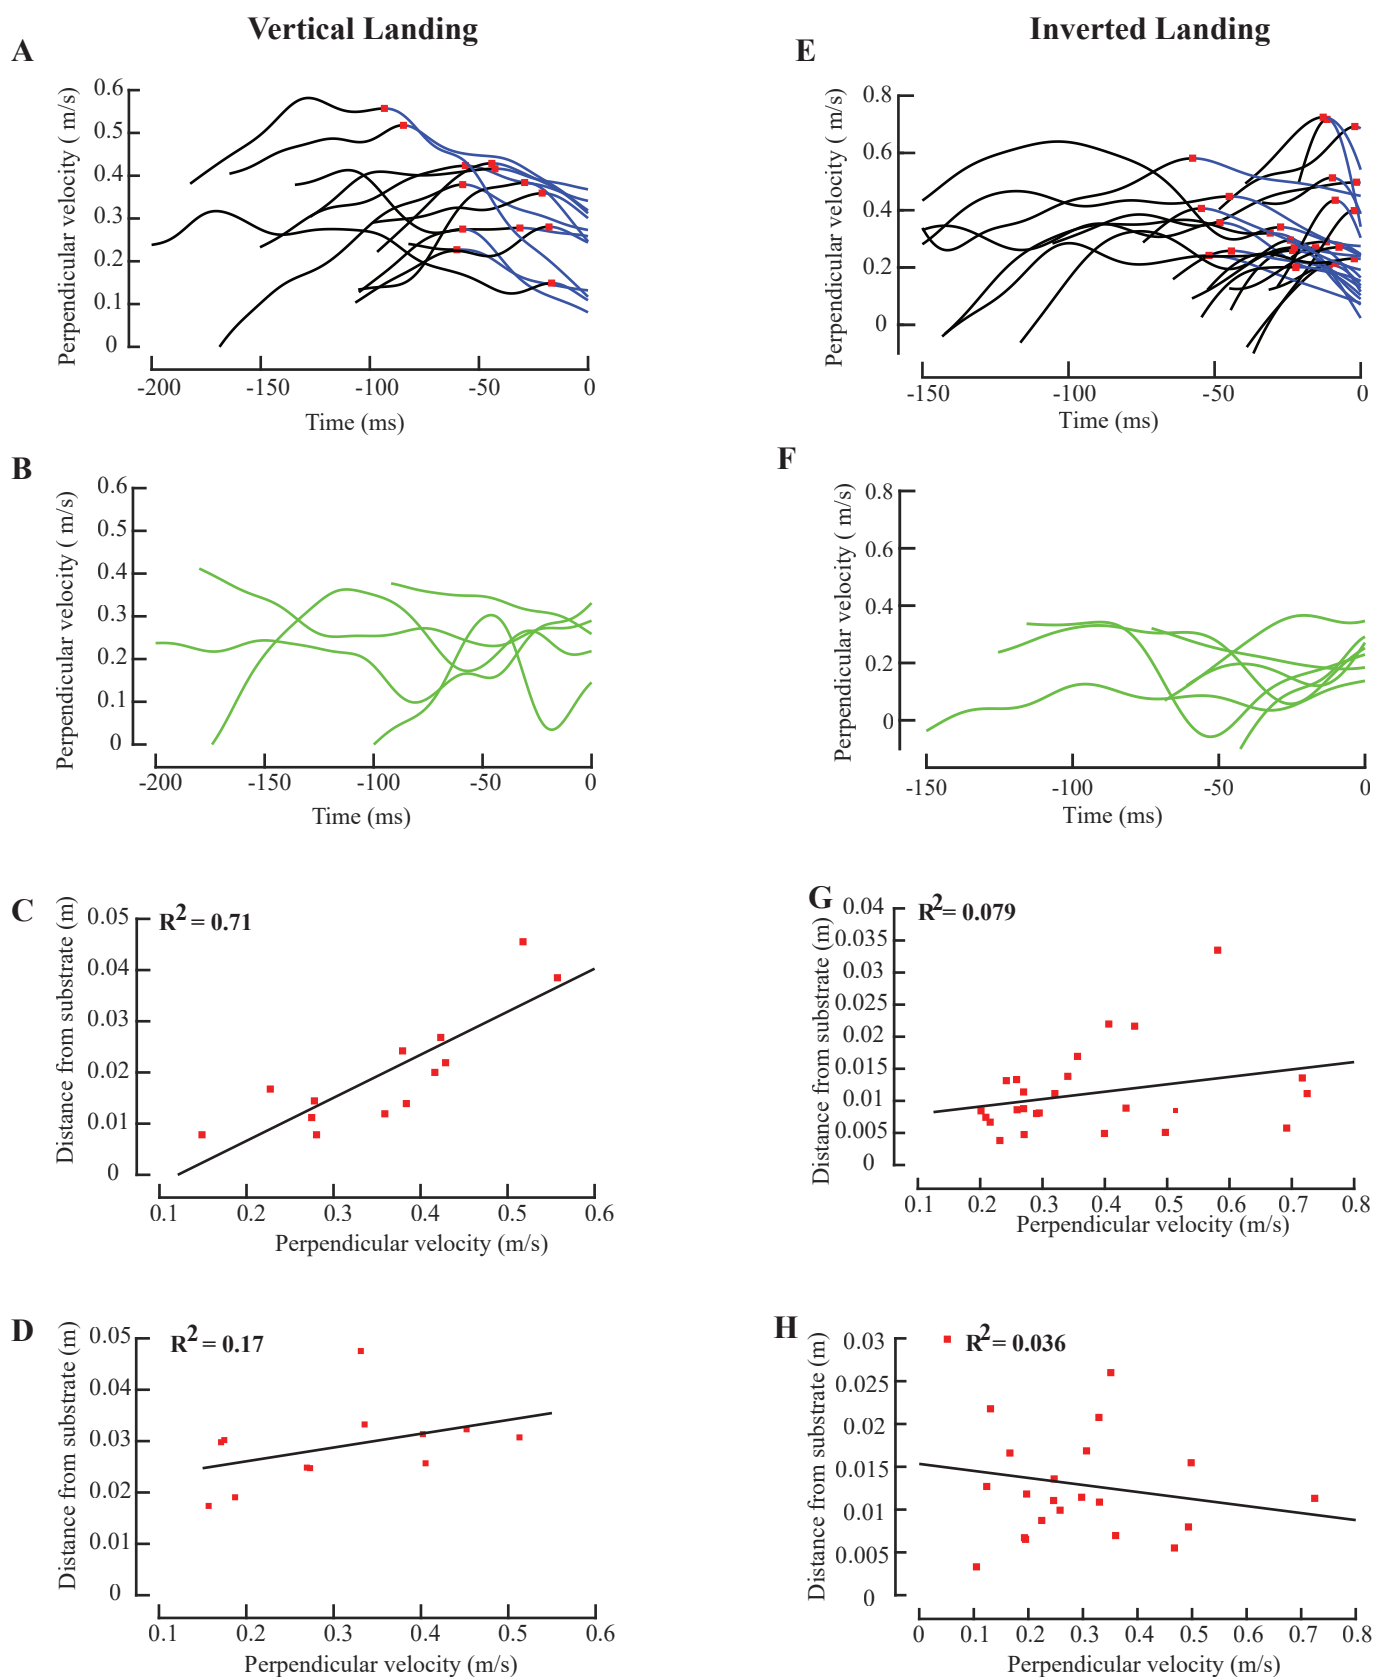 Vertical Landing
A
Perpendicular velocity ( m/s)
0.6
0.5
0.4
0.3
0.2
0.1
0
-200 -150 -100 -50 0
Time (ms)
B
Perpendicular velocity ( m/s)
0.6
0.5
0.4
0.3
0.2
0.1
0
-200 -150 -100 -50 0
Time (ms)
C
R2 = 0.71
Distance from substrate (m)
0.05
0.04
0.03
0.02
0.01
0
0.1 0.2 0.3 0.4 0.5 0.6
Perpendicular velocity (m/s)
D
R2 = 0.17
Distance from substrate (m)
0.05
0.04
0.03
0.02
0.01
0
0.1 0.2 0.3 0.4 0.5 0.6
Perpendicular velocity (m/s)
Inverted Landing
E
Perpendicular velocity ( m/s)
0.8
0.6
0.4
0.2
0
-150 -100 -50 0
Time (ms)
F
Perpendicular velocity ( m/s)
0.8
0.6
0.4
0.2
0
-150 -100 -50 0
Time (ms)
G
R2= 0.079
Distance from substrate (m)
0.04
0.035
0.03
0.025
0.02
0.015
0.01
0.005
0
0.1 0.2 0.3 0.4 0.5 0.6 0.7 0.8
Perpendicular velocity (m/s)
H
R2 = 0.036
Distance from substrate (m)
0.03
0.025
0.02
0.015
0.01
0.005
0
0 0.1 0.2 0.3 0.4 0.5 0.6 0.7 0.8
Perpendicular velocity (m/s)